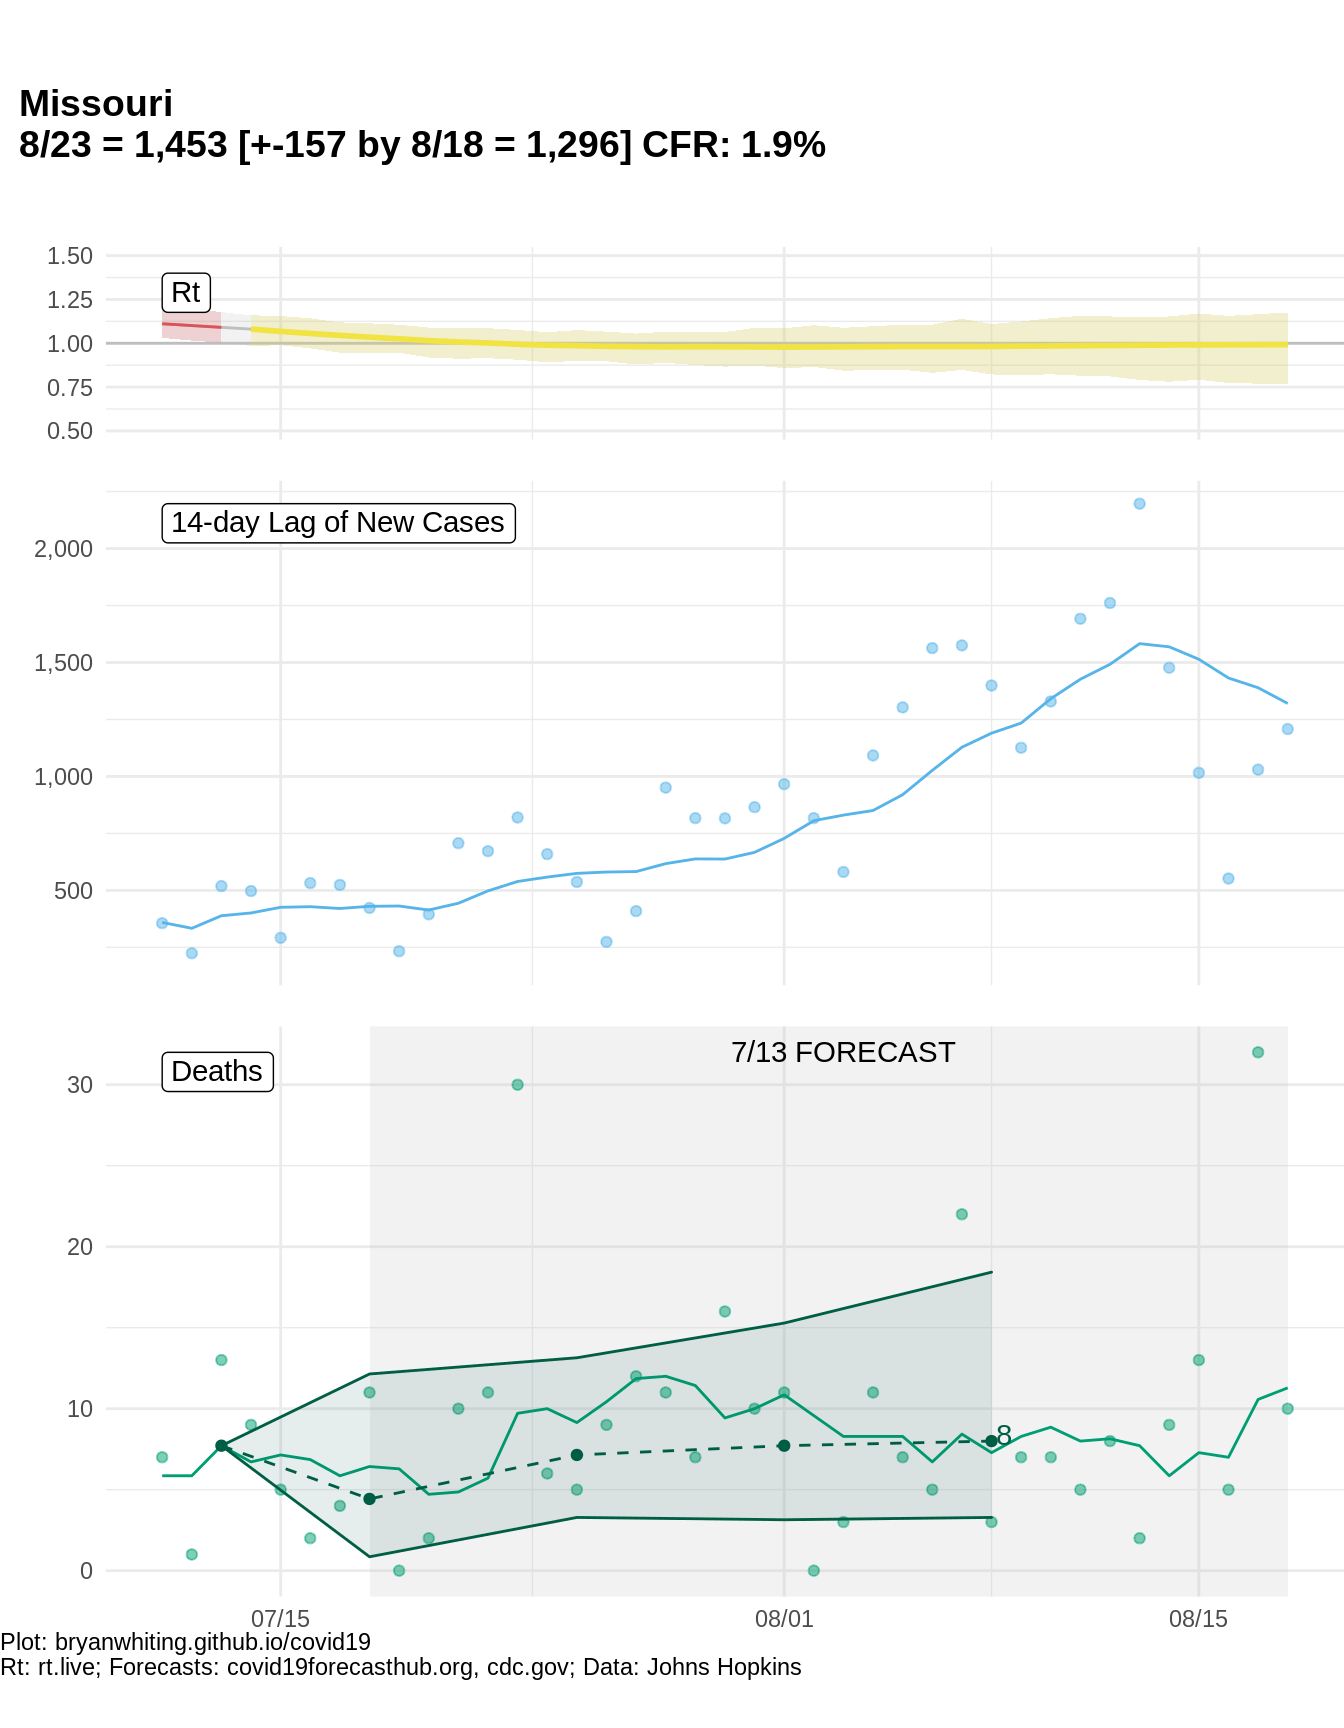 Missouri
8/23 = 1,453 [+-157 by 8/18 = 1,296] CFR: 1.9%
1.50
1.25
1.00
0.75
0.50
Rt
14-day Lag of New Cases
2,000
1,500
1,000
500
Deaths
7/13 FORECAST
30
20
10
0
8
07/15
08/01
08/15
Plot: bryanwhiting.github.io/covid19
Rt: rt.live; Forecasts: covid19forecasthub.org, cdc.gov; Data: Johns Hopkins